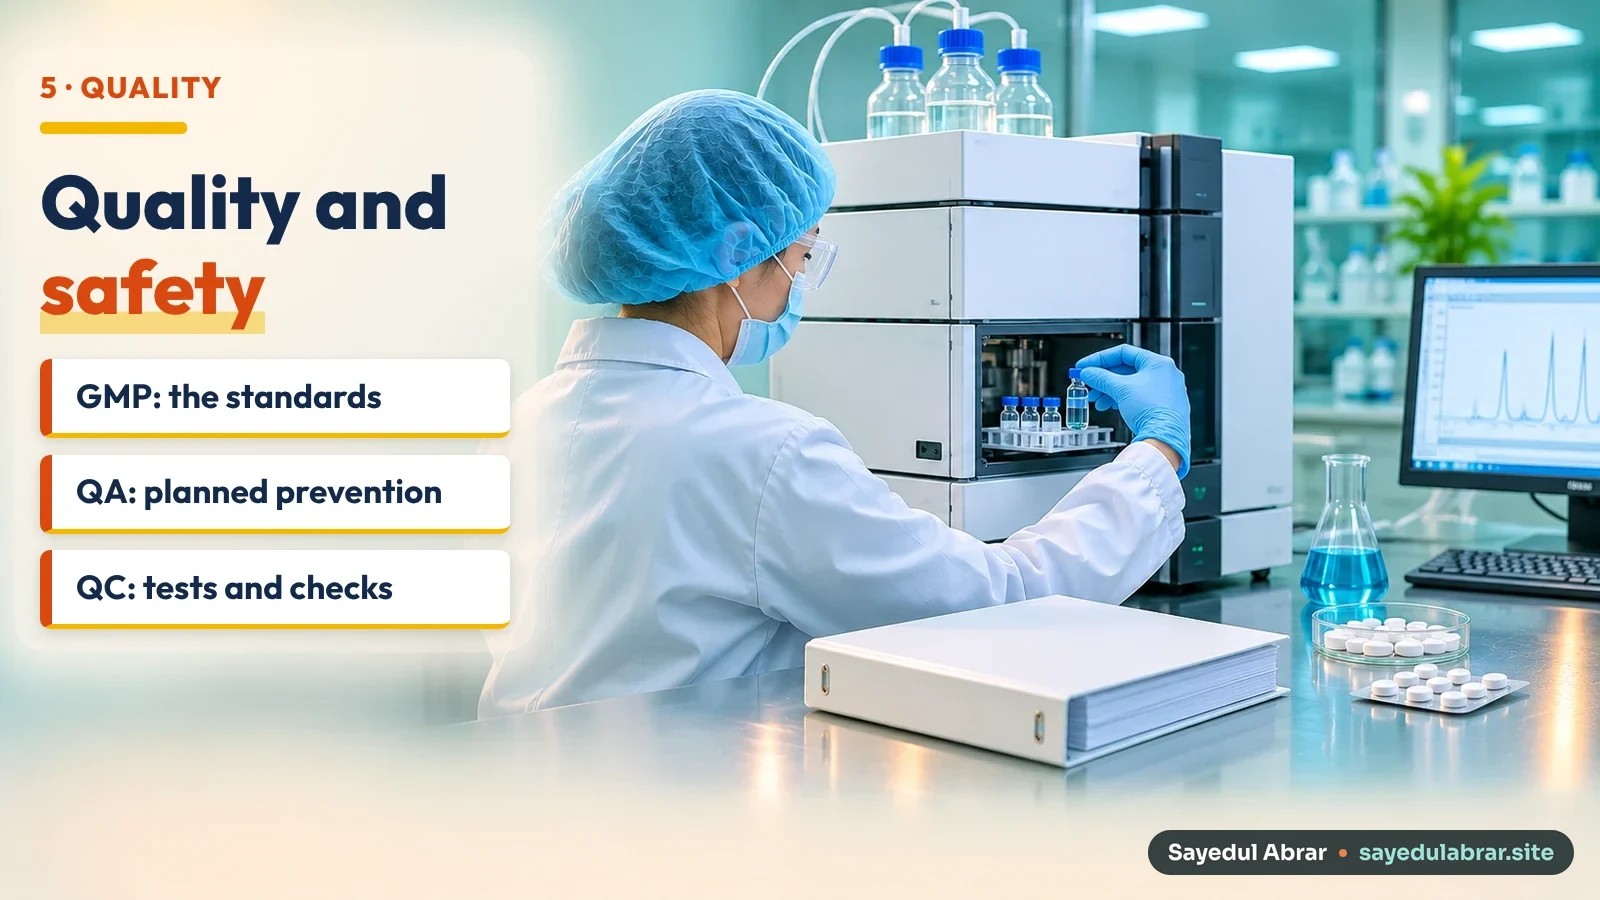 5 · QUALITY
Quality and
safety
GMP: the standards
QA: planned prevention
QC: tests and checks
Sayedul Abrar • sayedulabrar.site